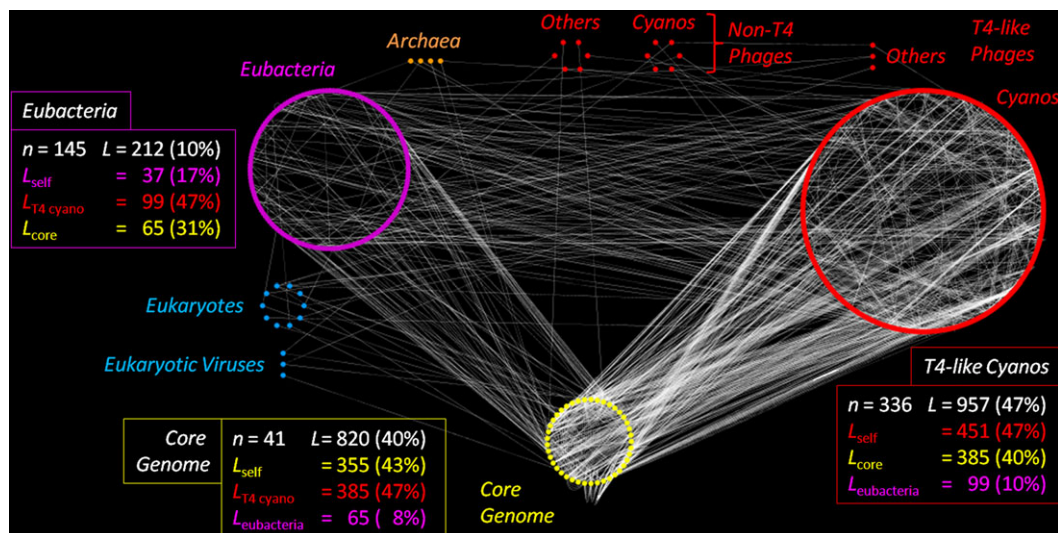 Others
Cyanos
Non-T4
Phages
T4-like
Phages
Archaea
Others
Eubacteria
Cyanos
Eubacteria
n = 145 L = 212 (10%)
Lself = 37 (17%)
LT4 cyano = 99 (47%)
Lcore = 65 (31%)
Eukaryotes
Eukaryotic Viruses
T4-like Cyanos
n = 336 L = 957 (47%)
Lself = 451 (47%)
Lcore = 385 (40%)
Leubacteria = 99 (10%)
Core
Genome
n = 41 L = 820 (40%)
Lself = 355 (43%)
LT4 cyano = 385 (47%)
Leubacteria = 65 ( 8%)
Core
Genome